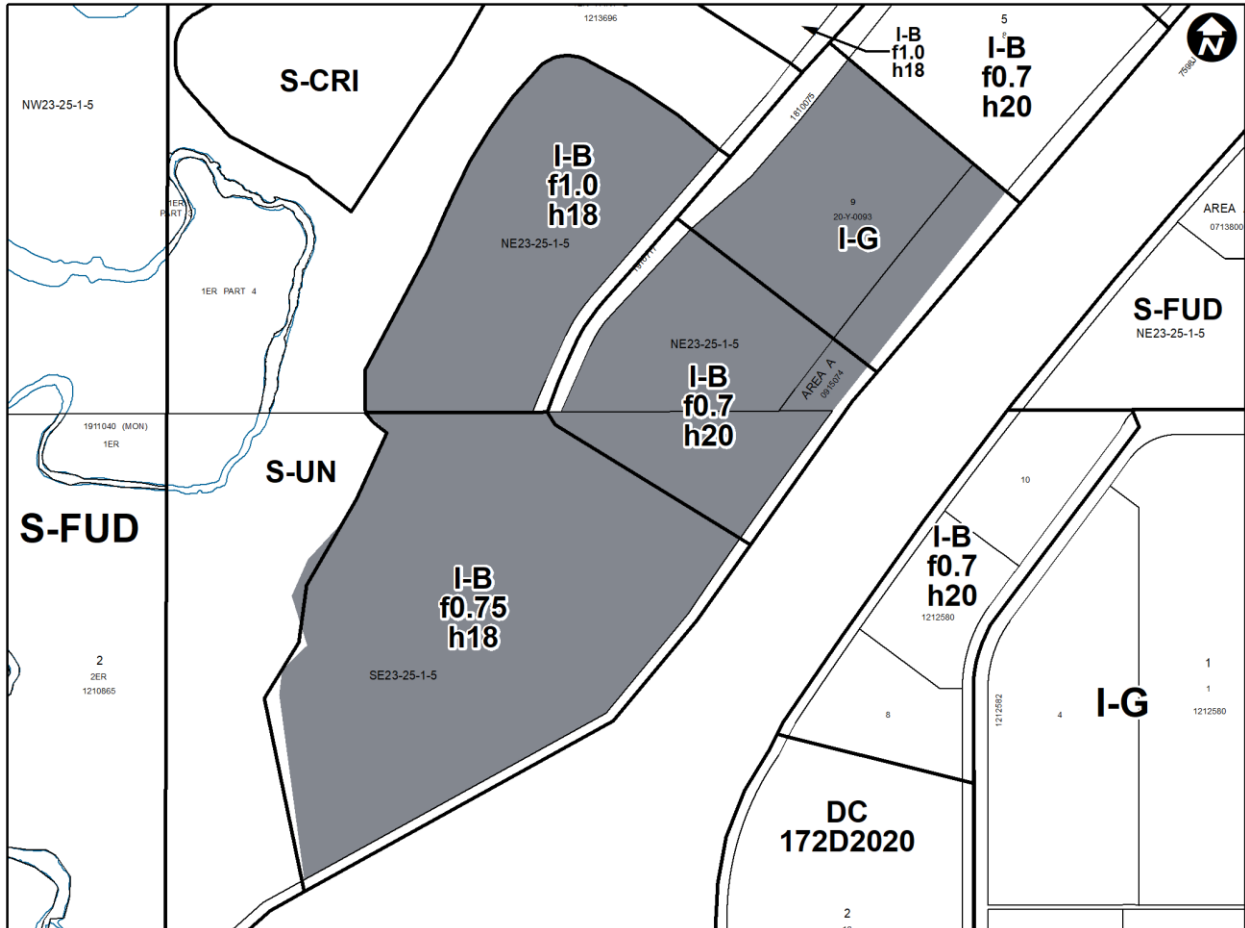 1213696
5
I-B
f1.0
h18
I-B
f0.7
h20
N
7598JJ
S-CRI
NW23-25-1-5
1810075
I-B
f1.0
h18
1ER
PART 3
9
20-Y-0093
I-G
AREA
0713800
NE23-25-1-5
1ER PART 4
S-FUD
NE23-25-1-5
NE23-25-1-5
I-B
f0.7
h20
AREA A
0915074
1911040 (MON)
1ER
S-UN
10
S-FUD
I-B
f0.7
h20
1212580
I-B
f0.75
h18
2
2ER
1210865
SE23-25-1-5
1
1
1212580
I-G
1212582
4
8
DC
172D2020
2